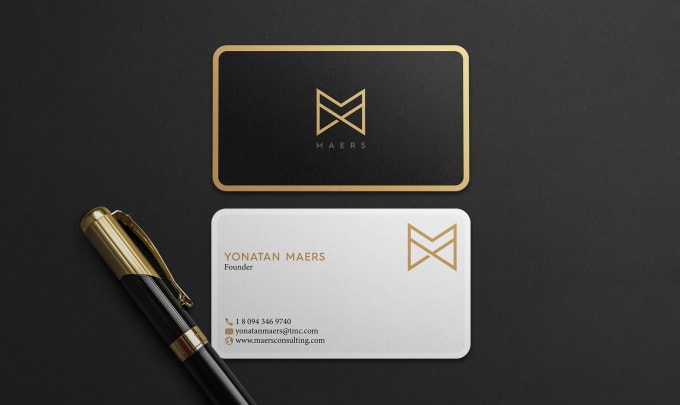 MAERS
YONATAN MAERS
Founder
1 8 094 346 9740
yonatanmaers@tmc.com
www.maersconsulting.com